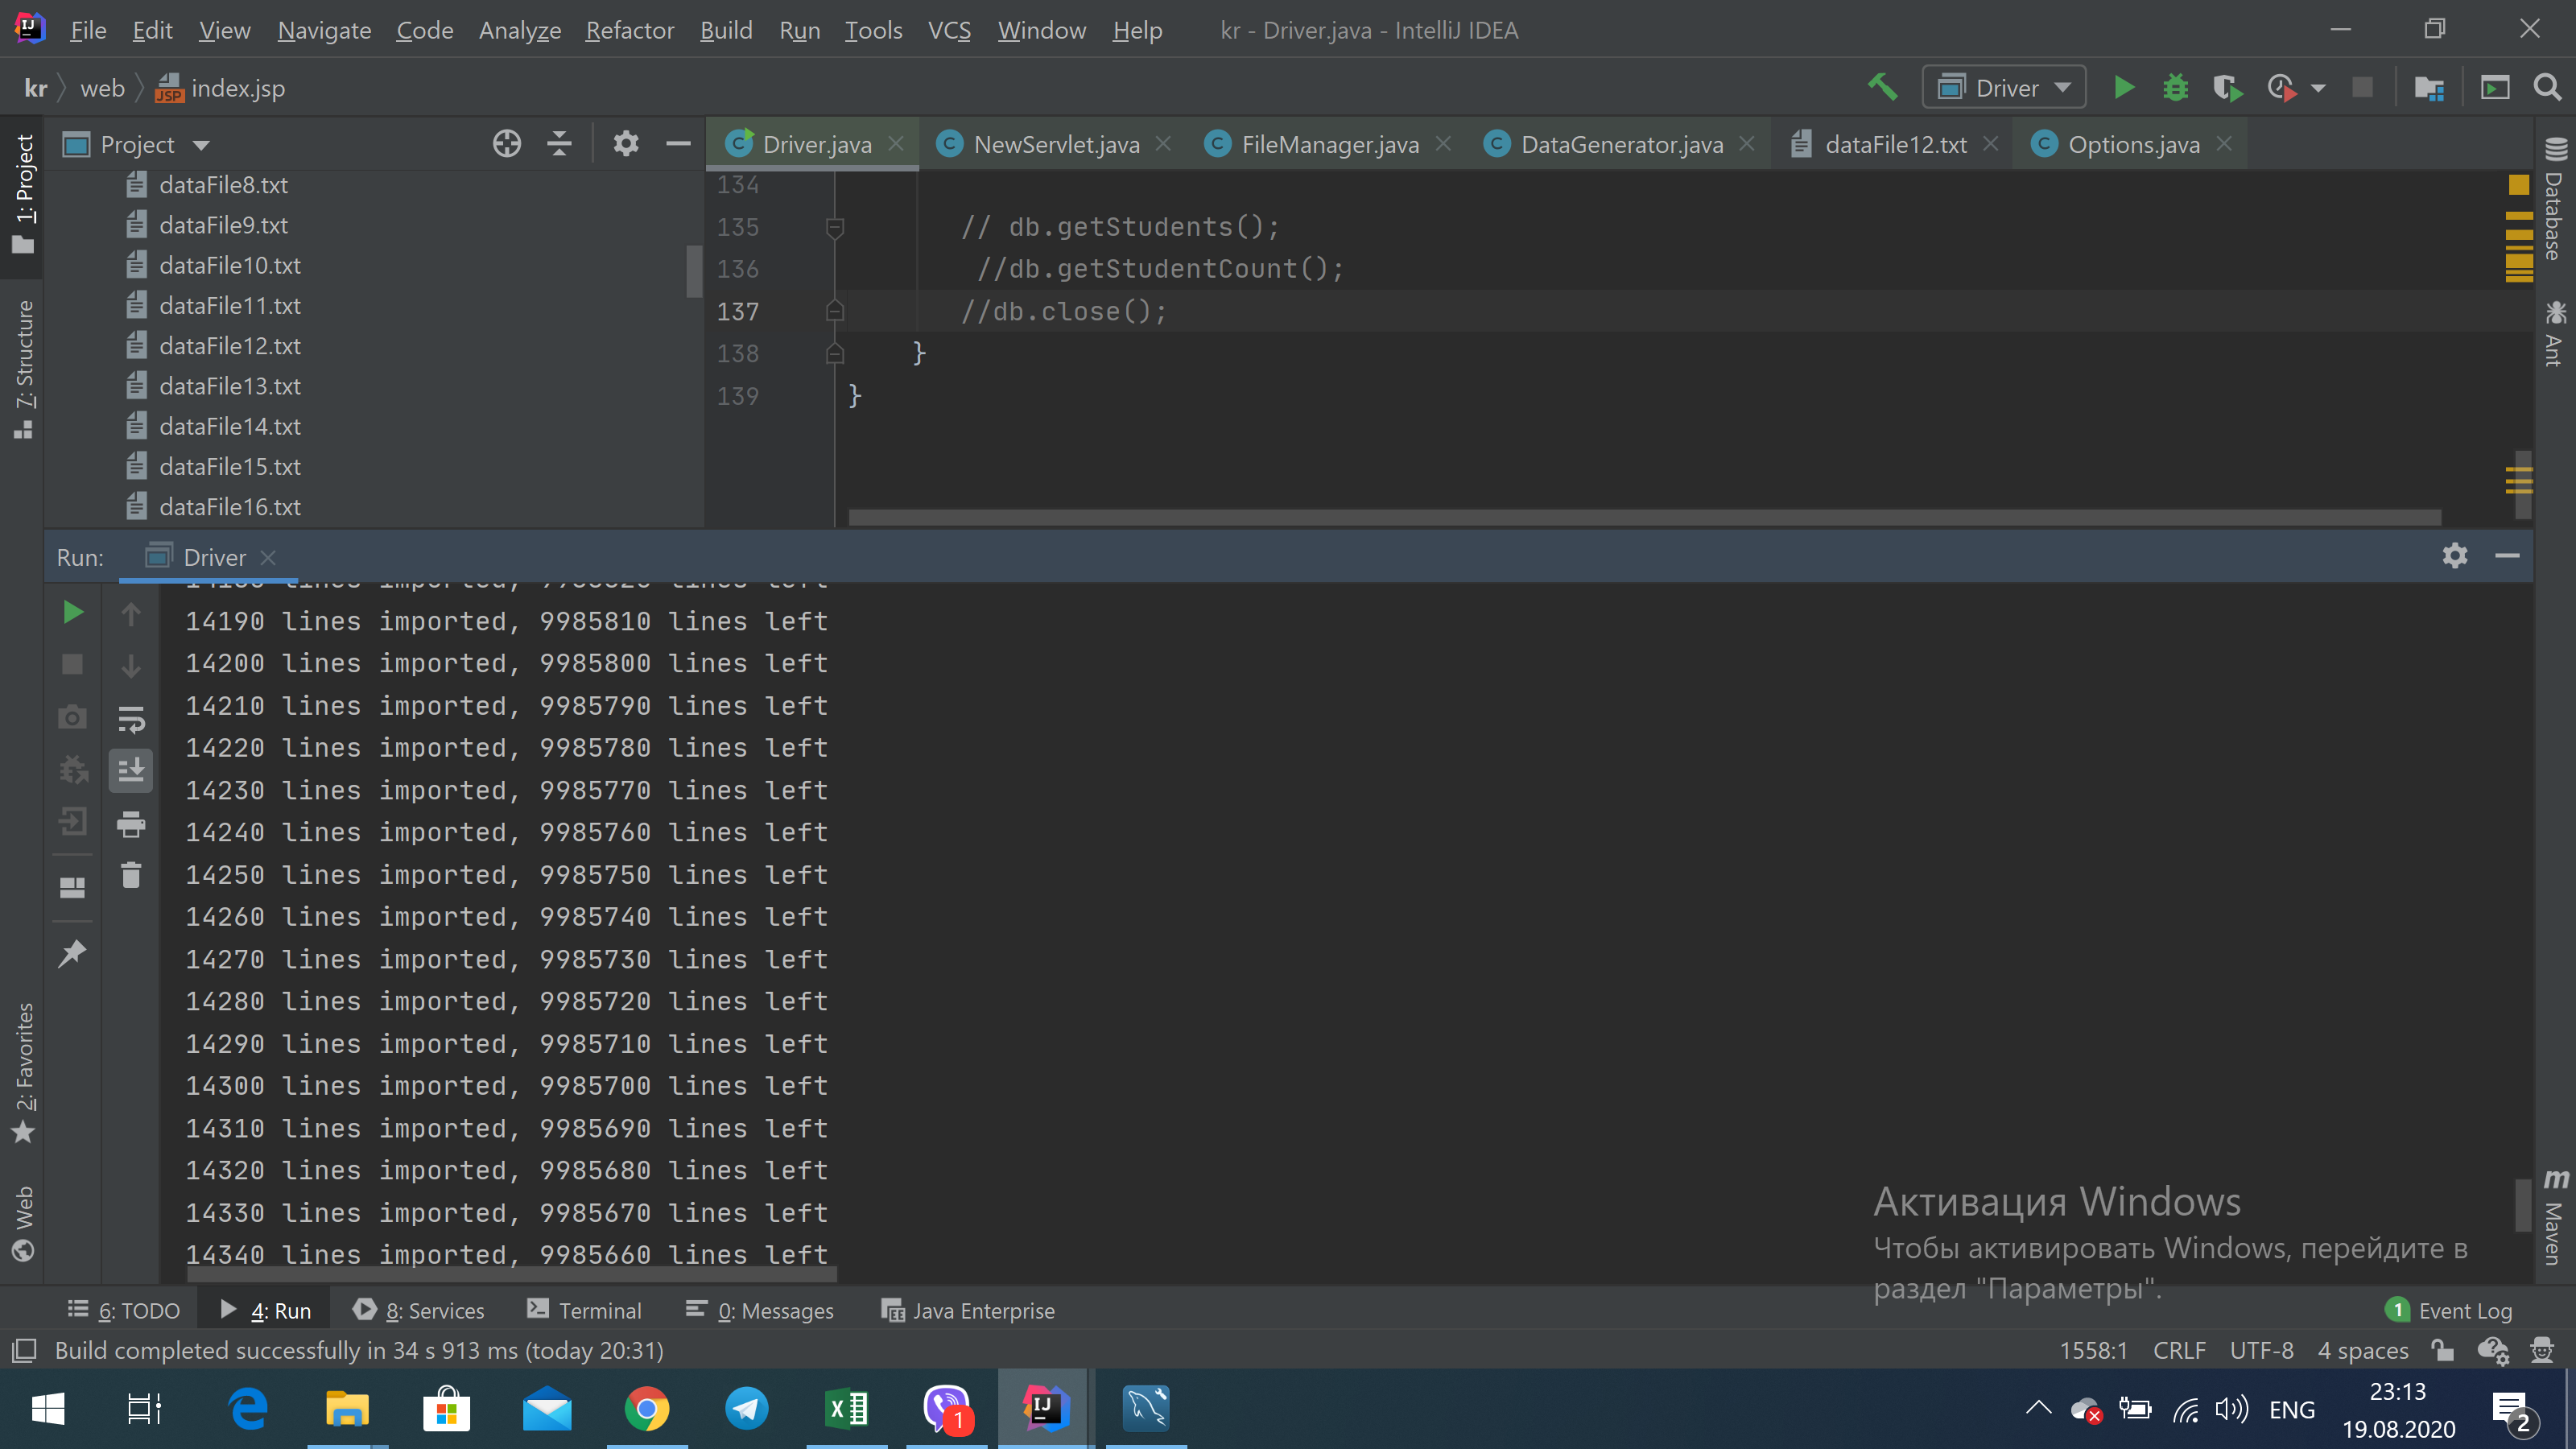 File Edit View Navigate Code Analyze Refactor Build Run Tools VCS Window Help kr - Driver.java - IntelliJ IDEA
kr web index.jsp Driver
Project Driver.java NewServlet.java FileManager.java DataGenerator.java dataFile12.txt Options.java
1: Project
7: Structure
2: Favorites
Web
Database
Ant
Maven
dataFile8.txt
dataFile9.txt
dataFile10.txt
dataFile11.txt
dataFile12.txt
dataFile13.txt
dataFile14.txt
dataFile15.txt
dataFile16.txt
134
135 // db.getStudents();
136 //db.getStudentCount();
137 //db.close();
138 }
139 }
Run: Driver
14190 lines imported, 9985810 lines left
14200 lines imported, 9985800 lines left
14210 lines imported, 9985790 lines left
14220 lines imported, 9985780 lines left
14230 lines imported, 9985770 lines left
14240 lines imported, 9985760 lines left
14250 lines imported, 9985750 lines left
14260 lines imported, 9985740 lines left
14270 lines imported, 9985730 lines left
14280 lines imported, 9985720 lines left
14290 lines imported, 9985710 lines left
14300 lines imported, 9985700 lines left
14310 lines imported, 9985690 lines left
14320 lines imported, 9985680 lines left
14330 lines imported, 9985670 lines left
14340 lines imported, 9985660 lines left
Активация Windows
Чтобы активировать Windows, перейдите в
раздел "Параметры".
6: TODO 4: Run 8: Services Terminal 0: Messages Java Enterprise 1 Event Log
Build completed successfully in 34 s 913 ms (today 20:31) 1558:1 CRLF UTF-8 4 spaces
1 ENG 23:13
19.08.2020 2